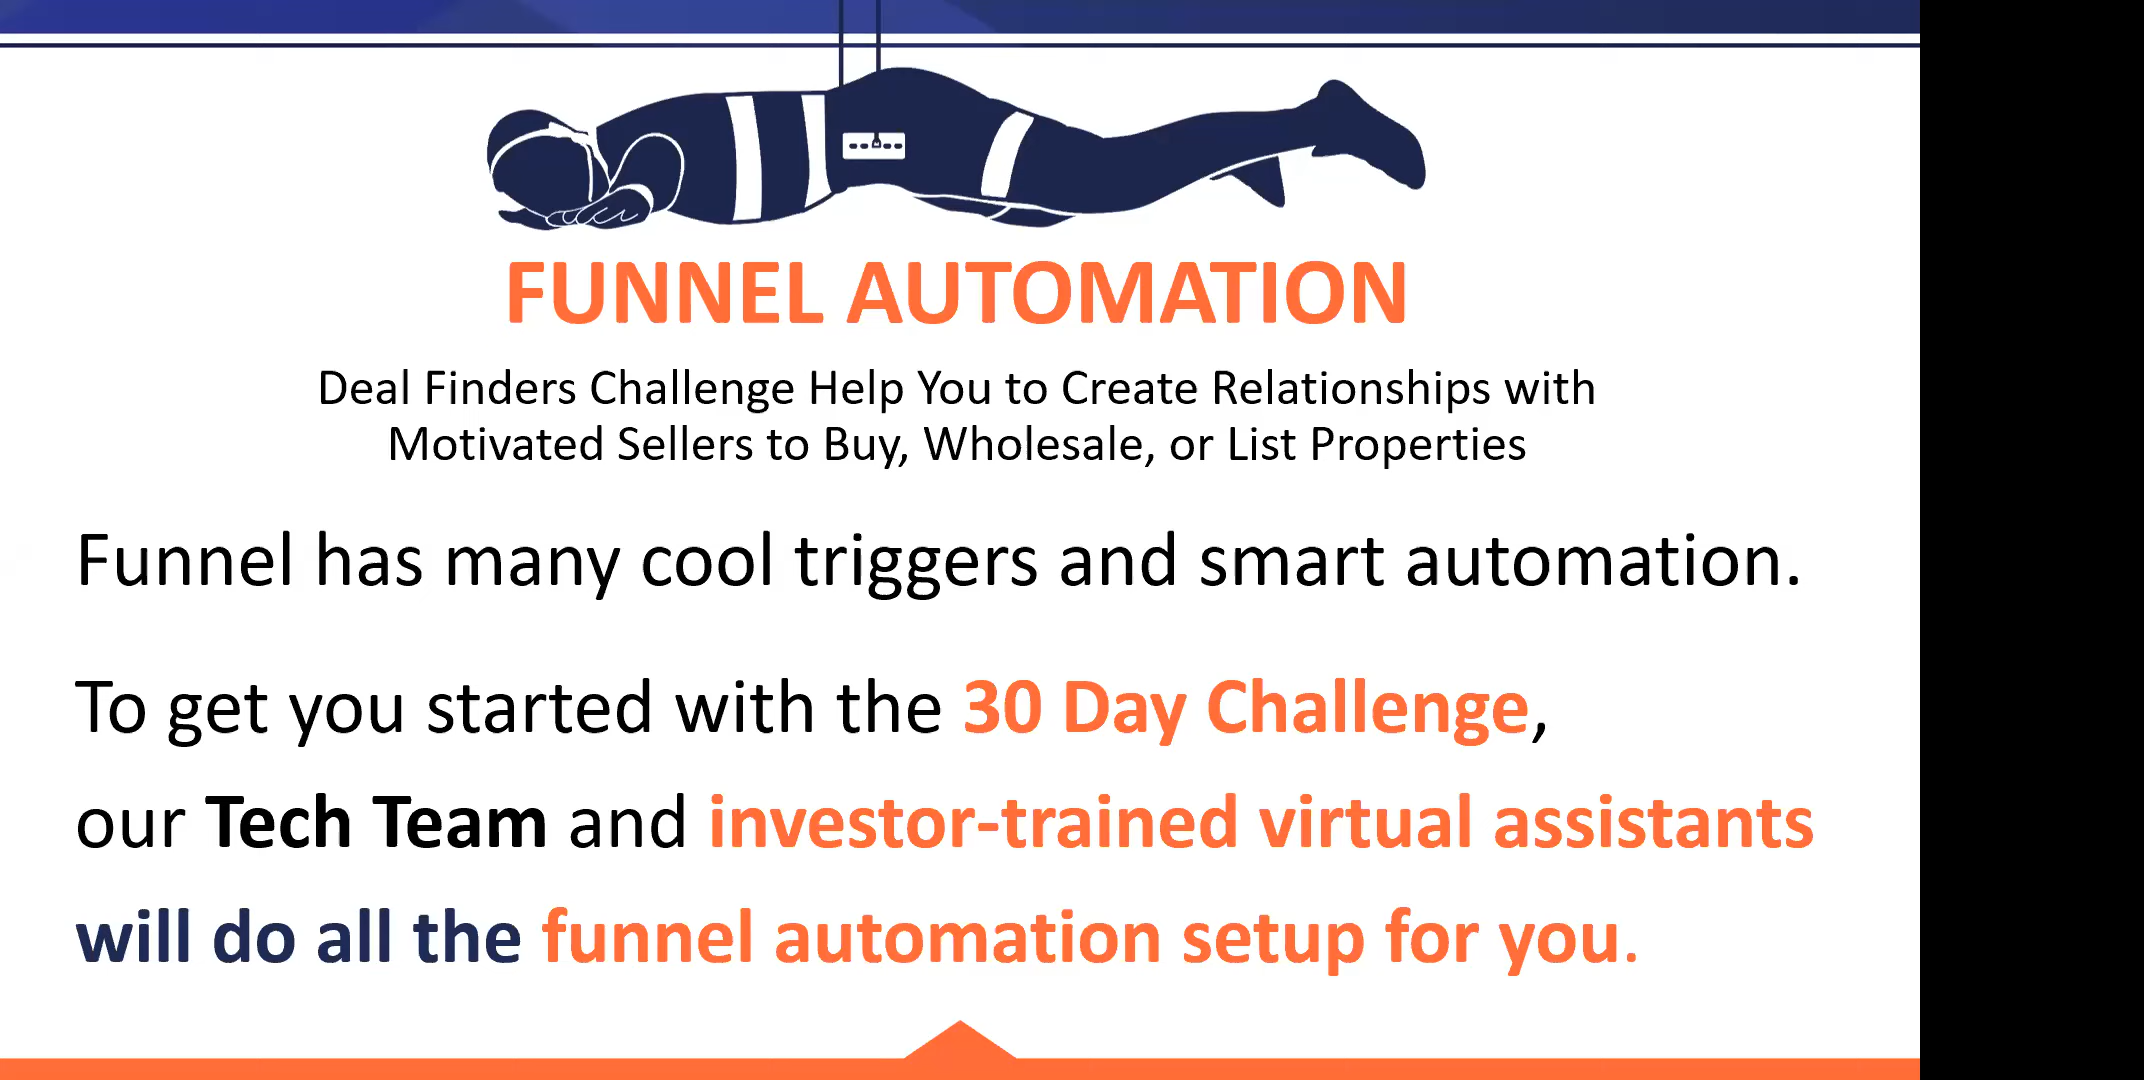 FUNNEL AUTOMATION
Deal Finders Challenge Help You to Create Relationships with
Motivated Sellers to Buy, Wholesale, or List Properties
Funnel has many cool triggers and smart automation.
To get you started with the 30 Day Challenge,
our Tech Team and investor-trained virtual assistants
will do all the funnel automation setup for you.